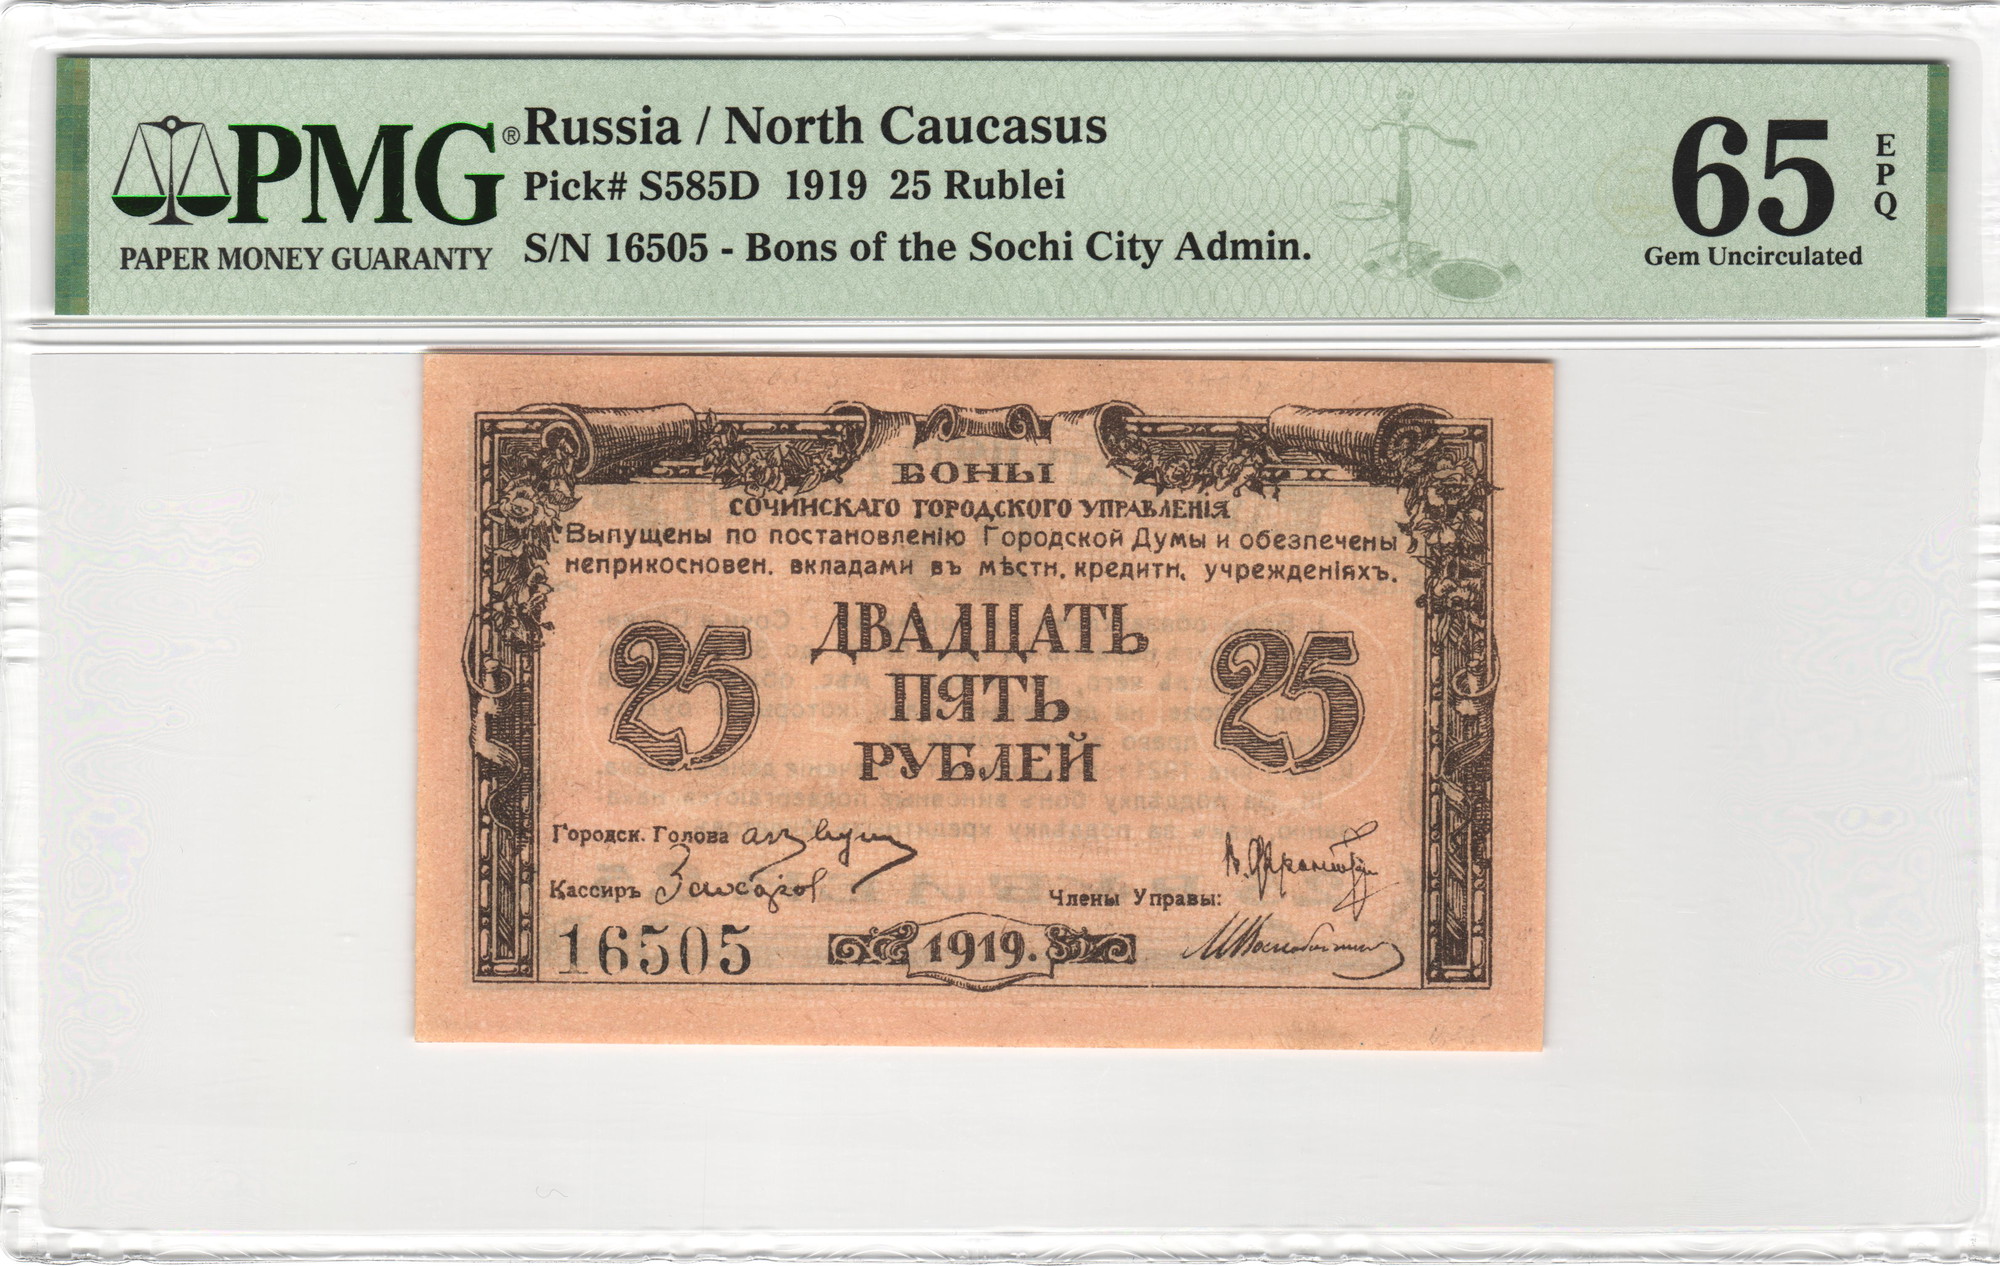 PMG®
PAPER MONEY GUARANTY
Russia / North Caucasus
Pick# S585D 1919 25 Rublei
S/N 16505 - Bons of the Sochi City Admin.
65
EPQ
Gem Uncirculated
БОНЫ
СОЧИНСКАГО ГОРОДСКОГО УПРАВЛЕНІЯ
Выпущены по постановленію Городской Думы и обезпечены
неприкосновен. вкладами въ мѣстн. кредитн. учрежденіяхъ.
25
ДВАДЦАТЬ
ПЯТЬ
РУБЛЕЙ
25
Городск. Голова
Кассиръ
Члены Управы:
16505
1919.